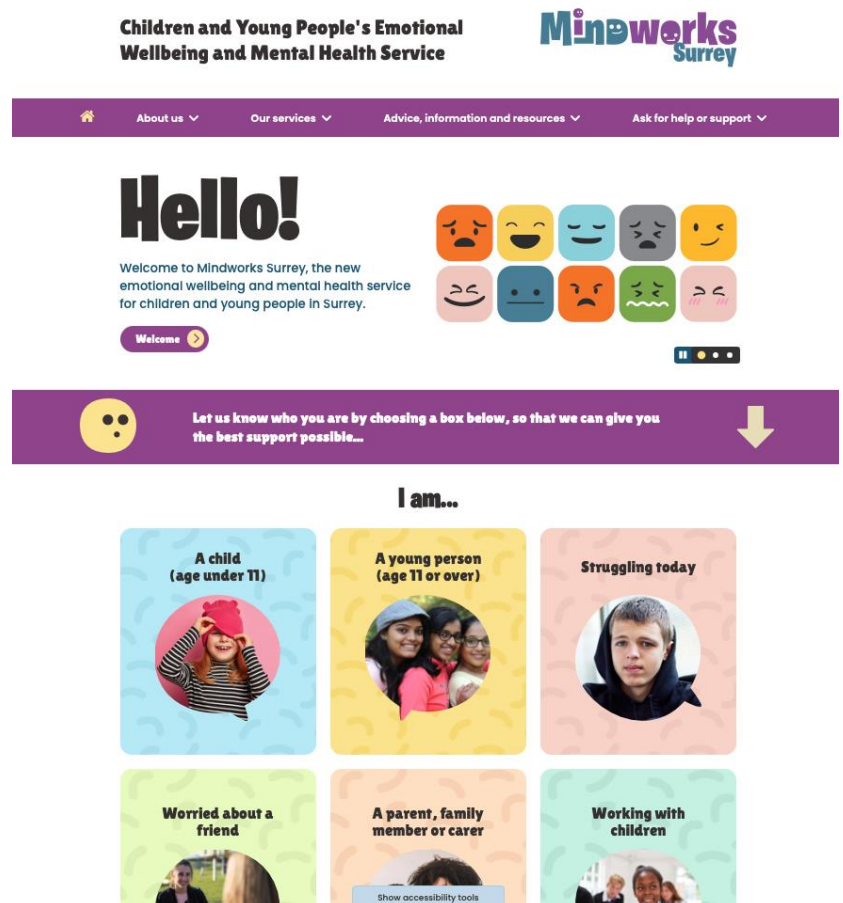 Children and Young People's Emotional
Wellbeing and Mental Health Service
Mindworks
Surrey
About us
Our services
Advice, information and resources
Ask for help or support
Hello!
Welcome to Mindworks Surrey, the new
emotional wellbeing and mental health service
for children and young people in Surrey.
Welcome
Let us know who you are by choosing a box below, so that we can give you
the best support possible...
I am...
A child
(age under 11)
A young person
(age 11 or over)
Struggling today
Worried about a
friend
A parent, family
member or carer
Working with
children
Show accessibility tools